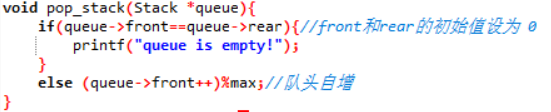 void pop_stack(Stack *queue){
if(queue->front==queue->rear){//front和rear的初始值设为 0
printf("queue is empty!");
}
else (queue->front++)%max;//队头自增
}